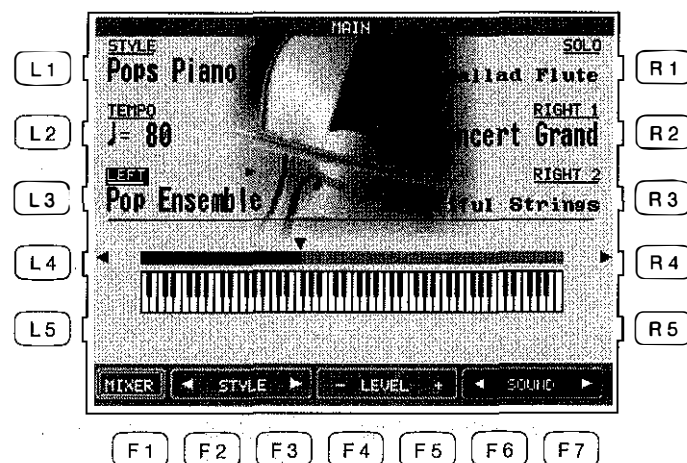 MAIN
STYLE SOLO
L1 Pops Piano allad Flute R1
TEMPO RIGHT 1
L2 ♩= 80 ncert Grand R2
LEFT RIGHT 2
L3 Pop Ensemble ful Strings R3
L4 R4
L5 R5
MIXER ◀ STYLE ▶ - LEVEL + ◀ SOUND ▶
F1 F2 F3 F4 F5 F6 F7